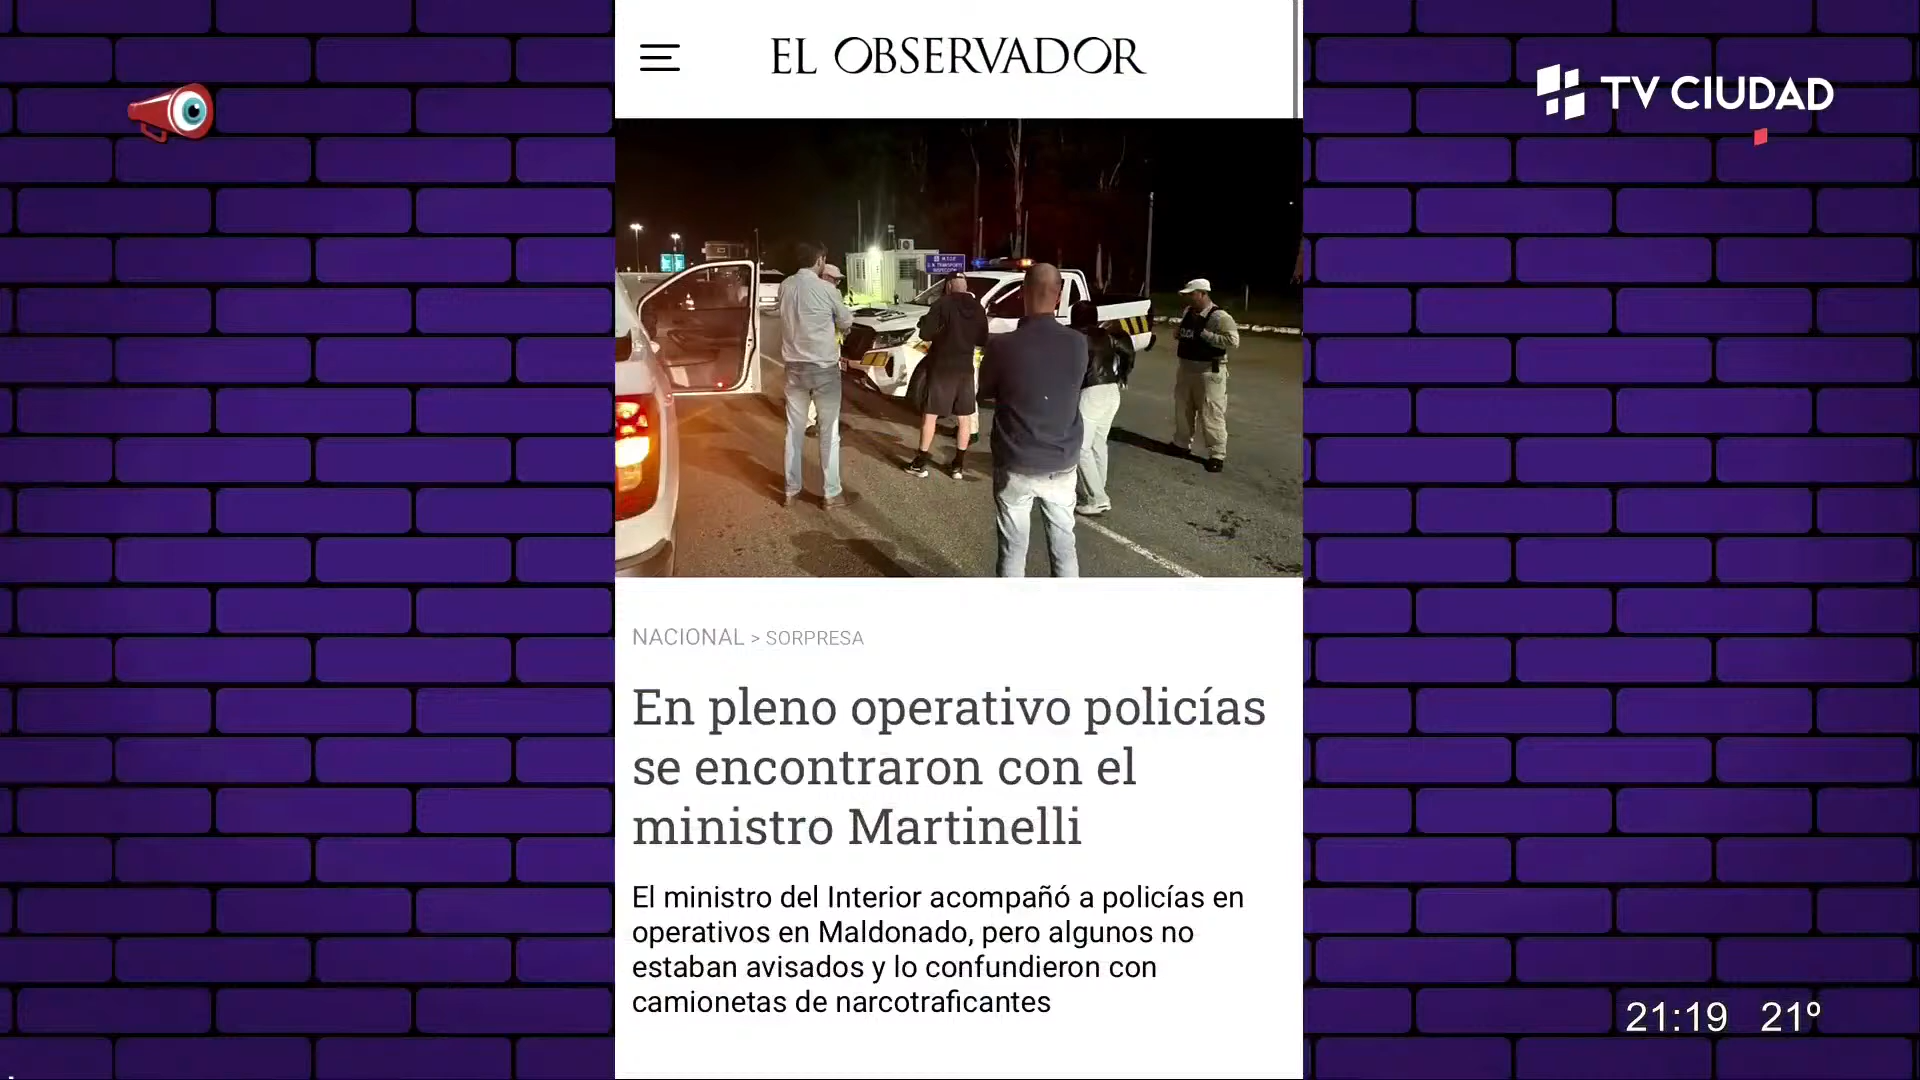 EL OBSERVADOR
TV CIUDAD
NACIONAL > SORPRESA
En pleno operativo policías
se encontraron con el
ministro Martinelli
El ministro del Interior acompañó a policías en
operativos en Maldonado, pero algunos no
estaban avisados y lo confundieron con
camionetas de narcotraficantes
21:19 21º